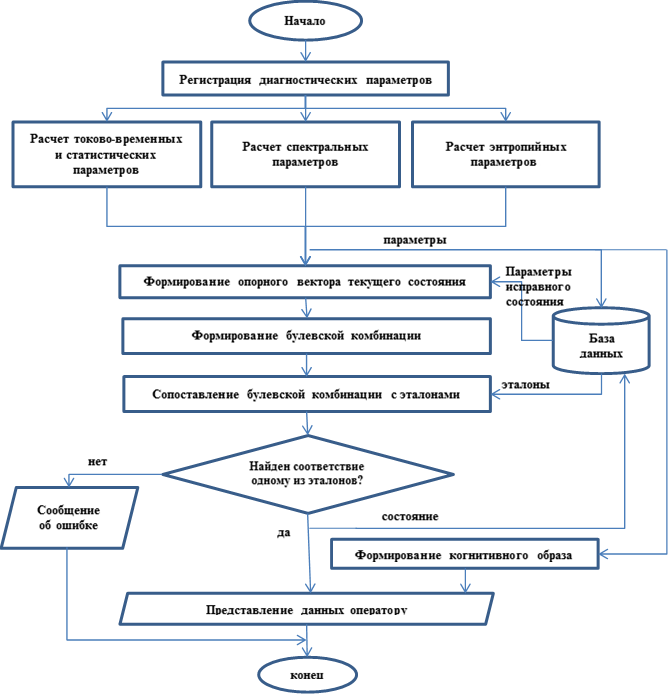 Начало
Регистрация диагностических параметров
Расчет токово-временных
и статистических
параметров
Расчет спектральных
параметров
Расчет энтропийных
параметров
параметры
Формирование опорного вектора текущего состояния
Параметры
исправного
состояния
Формирование булевской комбинации
База
данных
Сопоставление булевской комбинации с эталонами
эталоны
Найден соответствие
одному из эталонов?
нет
Сообщение
об ошибке
состояние
да
Формирование когнитивного образа
Представление данных оператору
конец